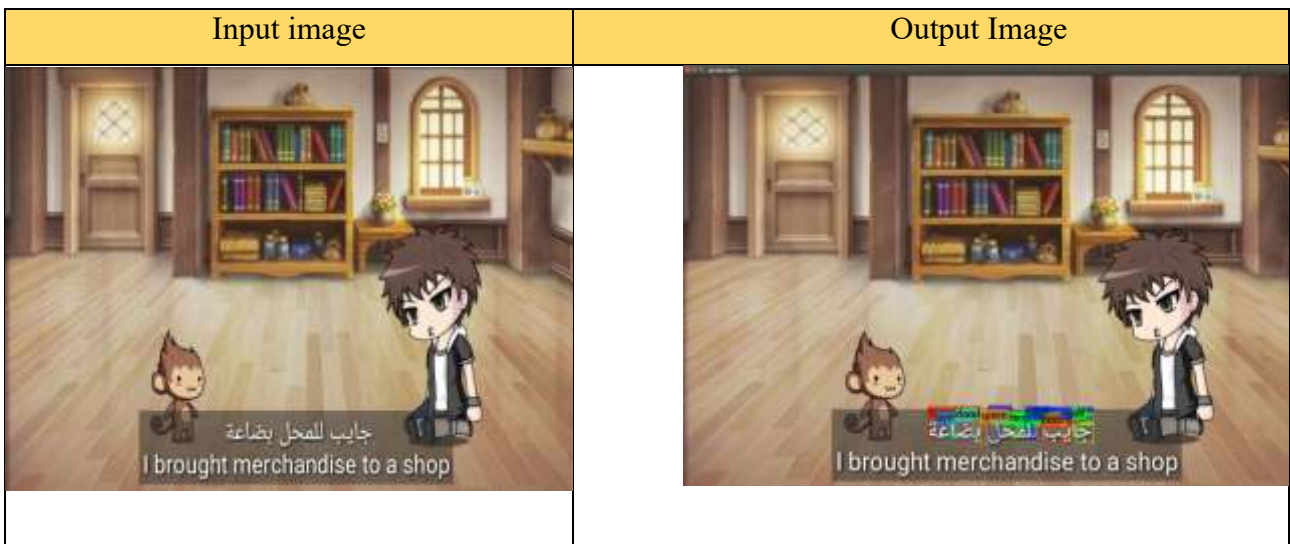 Input image
Output Image
جايب للمحل بضاعة
I brought merchandise to a shop
جايب للمحل بضاعة
I brought merchandise to a shop